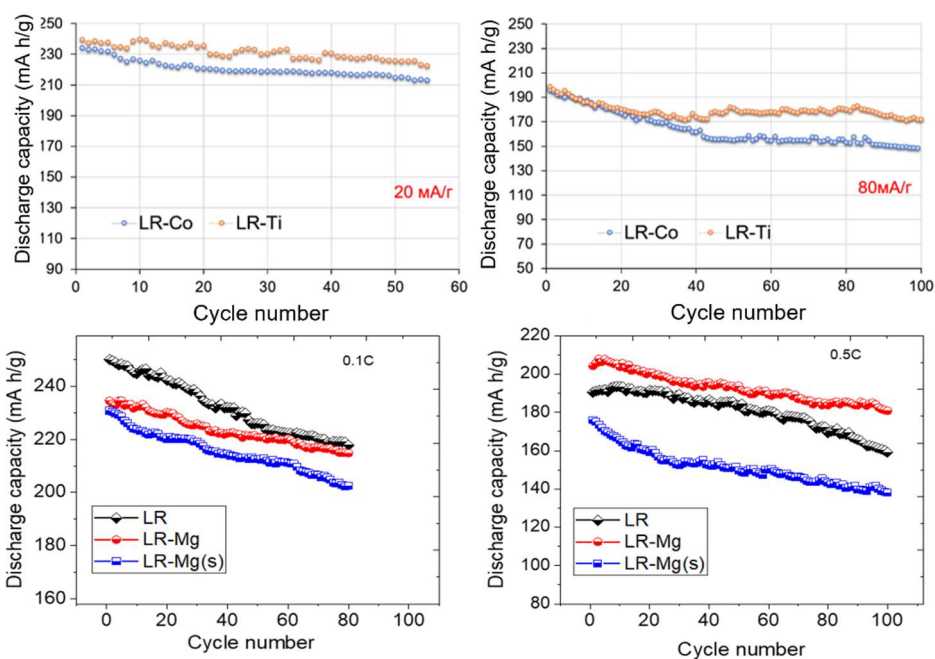 250
230
210
190
170
150
130
110
90
Discharge capacity (mA h/g)
20 мА/г
LR-Co
LR-Ti
0 10 20 30 40 50 60
Cycle number
250
230
210
190
170
150
130
110
90
70
50
Discharge capacity (mA h/g)
80мА/г
LR-Co
LR-Ti
0 20 40 60 80 100
Cycle number
240
220
200
180
160
Discharge capacity (mA h/g)
0.1C
LR
LR-Mg
LR-Mg(s)
0 20 40 60 80 100
Cycle number
220
200
180
160
140
120
100
80
Discharge capacity (mA h/g)
0.5C
LR
LR-Mg
LR-Mg(s)
0 20 40 60 80 100
Cycle number